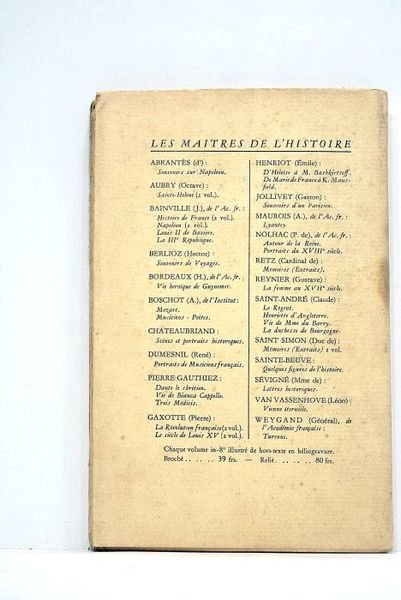 LES MAITRES DE L'HISTOIRE
ABRANTÈS (d') :
Souvenirs sur Napoléon.
AUBRY (Octave) :
Sainte-Hélène (2 vol.).
BAINVILLE (J.), de l'Ac. fr. :
Histoire de France (2 vol.).
Napoléon (2 vol.).
Louis II de Bavière.
La IIIe République.
BERLIOZ (Hector) :
Souvenirs de Voyages.
BORDEAUX (H.), de l'Ac. fr. :
Vie héroïque de Guynemer.
BOSCHOT (A.), de l'Institut :
Mozart.
Musiciens - Poètes.
CHATEAUBRIAND :
Scènes et portraits historiques.
DUMESNIL (René) :
Portraits de Musiciens français.
PIERRE-GAUTHIEZ :
Dante le chrétien.
Vie de Bianca Cappello.
Trois Médicis.
GAXOTTE (Pierre) :
La Révolution française (2 vol.).
Le siècle de Louis XV (2 vol.).
HENRIOT (Émile) :
D'Héloïse à M. Bashkirtseff.
De Marie de France à K. Mans-
field.
JOLLIVET (Gaston) :
Souvenirs d'un Parisien.
MAUROIS (A.), de l'Ac. fr. :
Lyautey.
NOLHAC (P. de), de l'Ac. fr. :
Autour de la Reine.
Portraits du XVIIIe siècle.
RETZ (Cardinal de) :
Mémoires (Extraits).
REYNIER (Gustave) :
La femme au XVIIe siècle.
SAINT-ANDRÉ (Claude) :
Le Régent.
Henriette d'Angleterre.
Vie de Mme du Barry.
La duchesse de Bourgogne.
SAINT SIMON (Duc de) :
Mémoires (Extraits) 2 vol.
SAINTE-BEUVE :
Quelques figures de l'histoire.
SÉVIGNÉ (Mme de) :
Lettres historiques.
VAN VASSENHOVE (Léon) :
Vienne éternelle.
WEYGAND (Général), de
l'Académie française :
Turenne.
Chaque volume in-8° illustré de hors-texte en héliogravure.
Broché .. .. .. 39 frs. — Relié .. .. .. 80 frs.